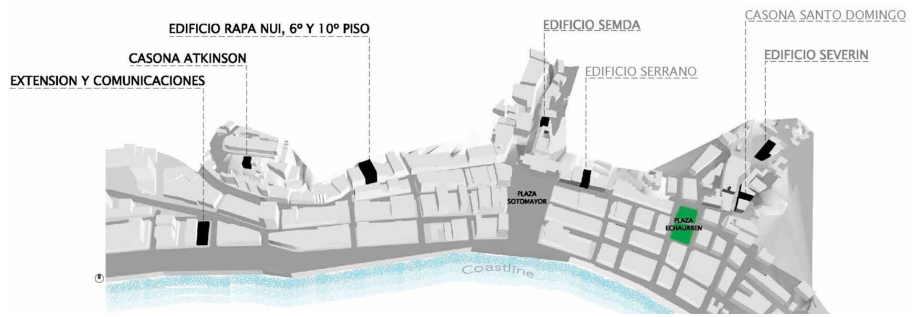 CASONA SANTO DOMINGO
EDIFICIO SEMDA
EDIFICIO RAPA NUI, 6º Y 10º PISO
EDIFICIO SEVERIN
CASONA ATKINSON
EDIFICIO SERRANO
EXTENSION Y COMUNICACIONES
PLAZA
SOTOMAYOR
PLAZA
ECHAURREN
Coastline